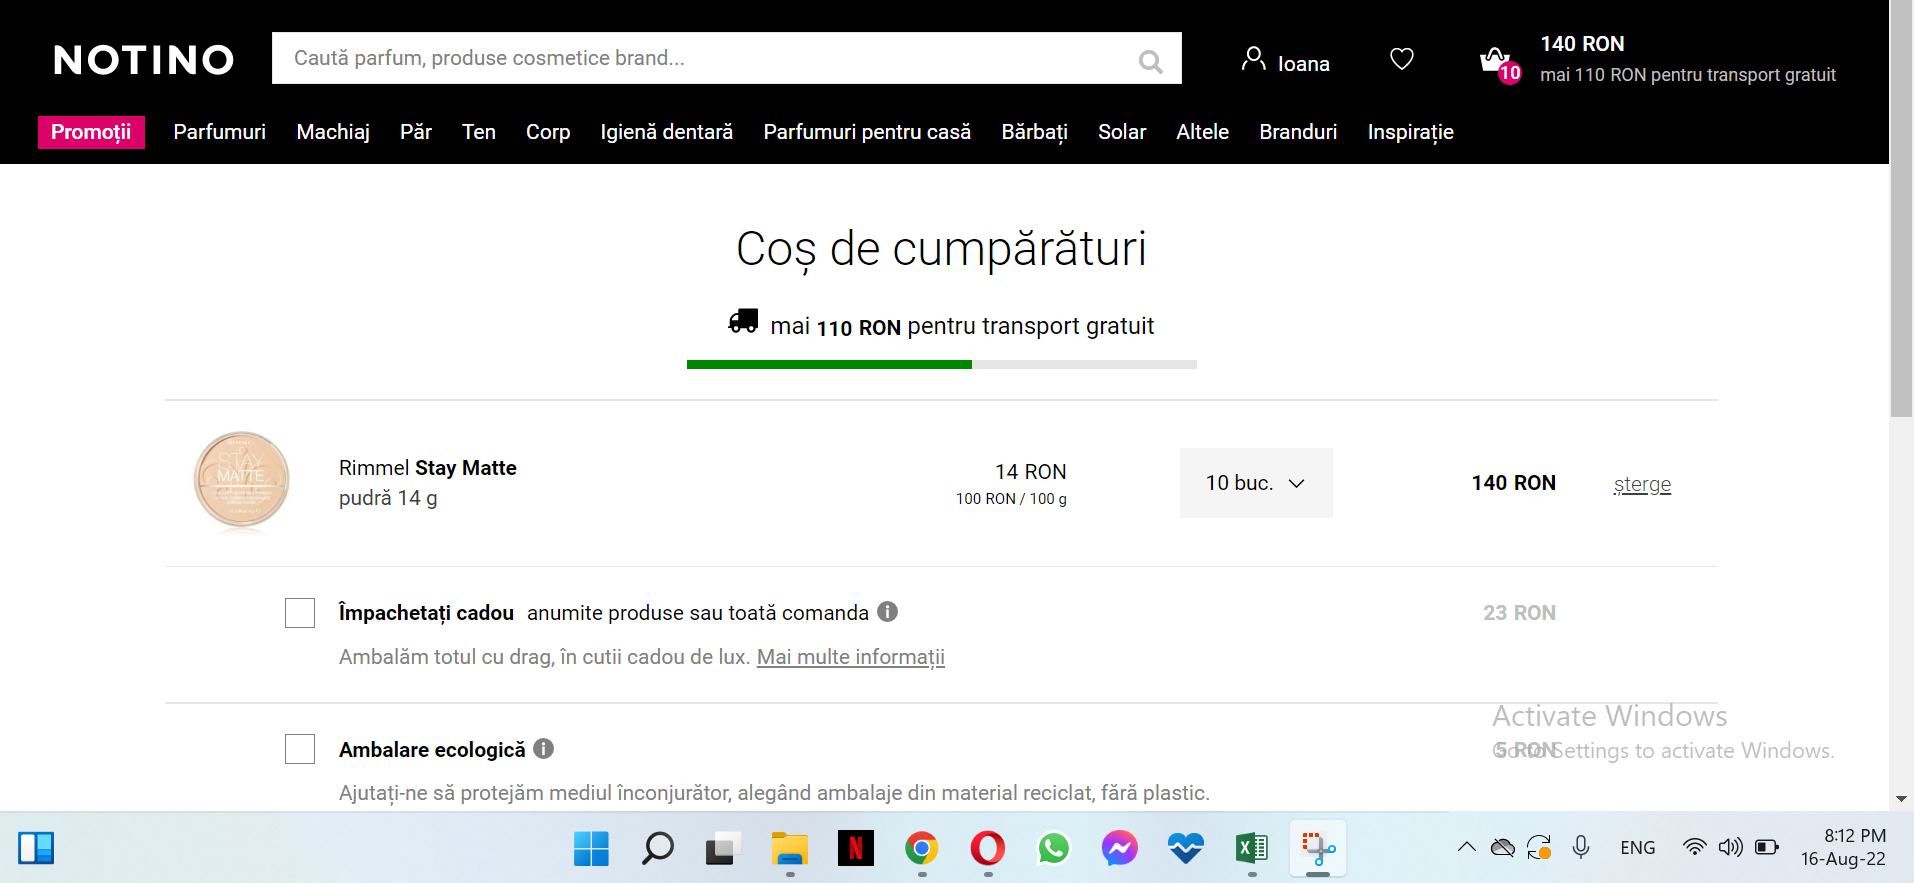 NOTINO
Caută parfum, produse cosmetice brand...
Ioana
10
140 RON
mai 110 RON pentru transport gratuit
Promoții Parfumuri Machiaj Păr Ten Corp Igienă dentară Parfumuri pentru casă Bărbați Solar Altele Branduri Inspirație
Coș de cumpărături
mai 110 RON pentru transport gratuit
STAY
MATTE
Rimmel Stay Matte
pudră 14 g
14 RON
100 RON / 100 g
10 buc.
140 RON
șterge
Împachetați cadou anumite produse sau toată comanda
23 RON
Ambalăm totul cu drag, în cutii cadou de lux. Mai multe informații
Activate Windows
Ambalare ecologică
5 RON
Go to Settings to activate Windows.
Ajutați-ne să protejăm mediul înconjurător, alegând ambalaje din material reciclat, fără plastic.
ENG
8:12 PM
16-Aug-22